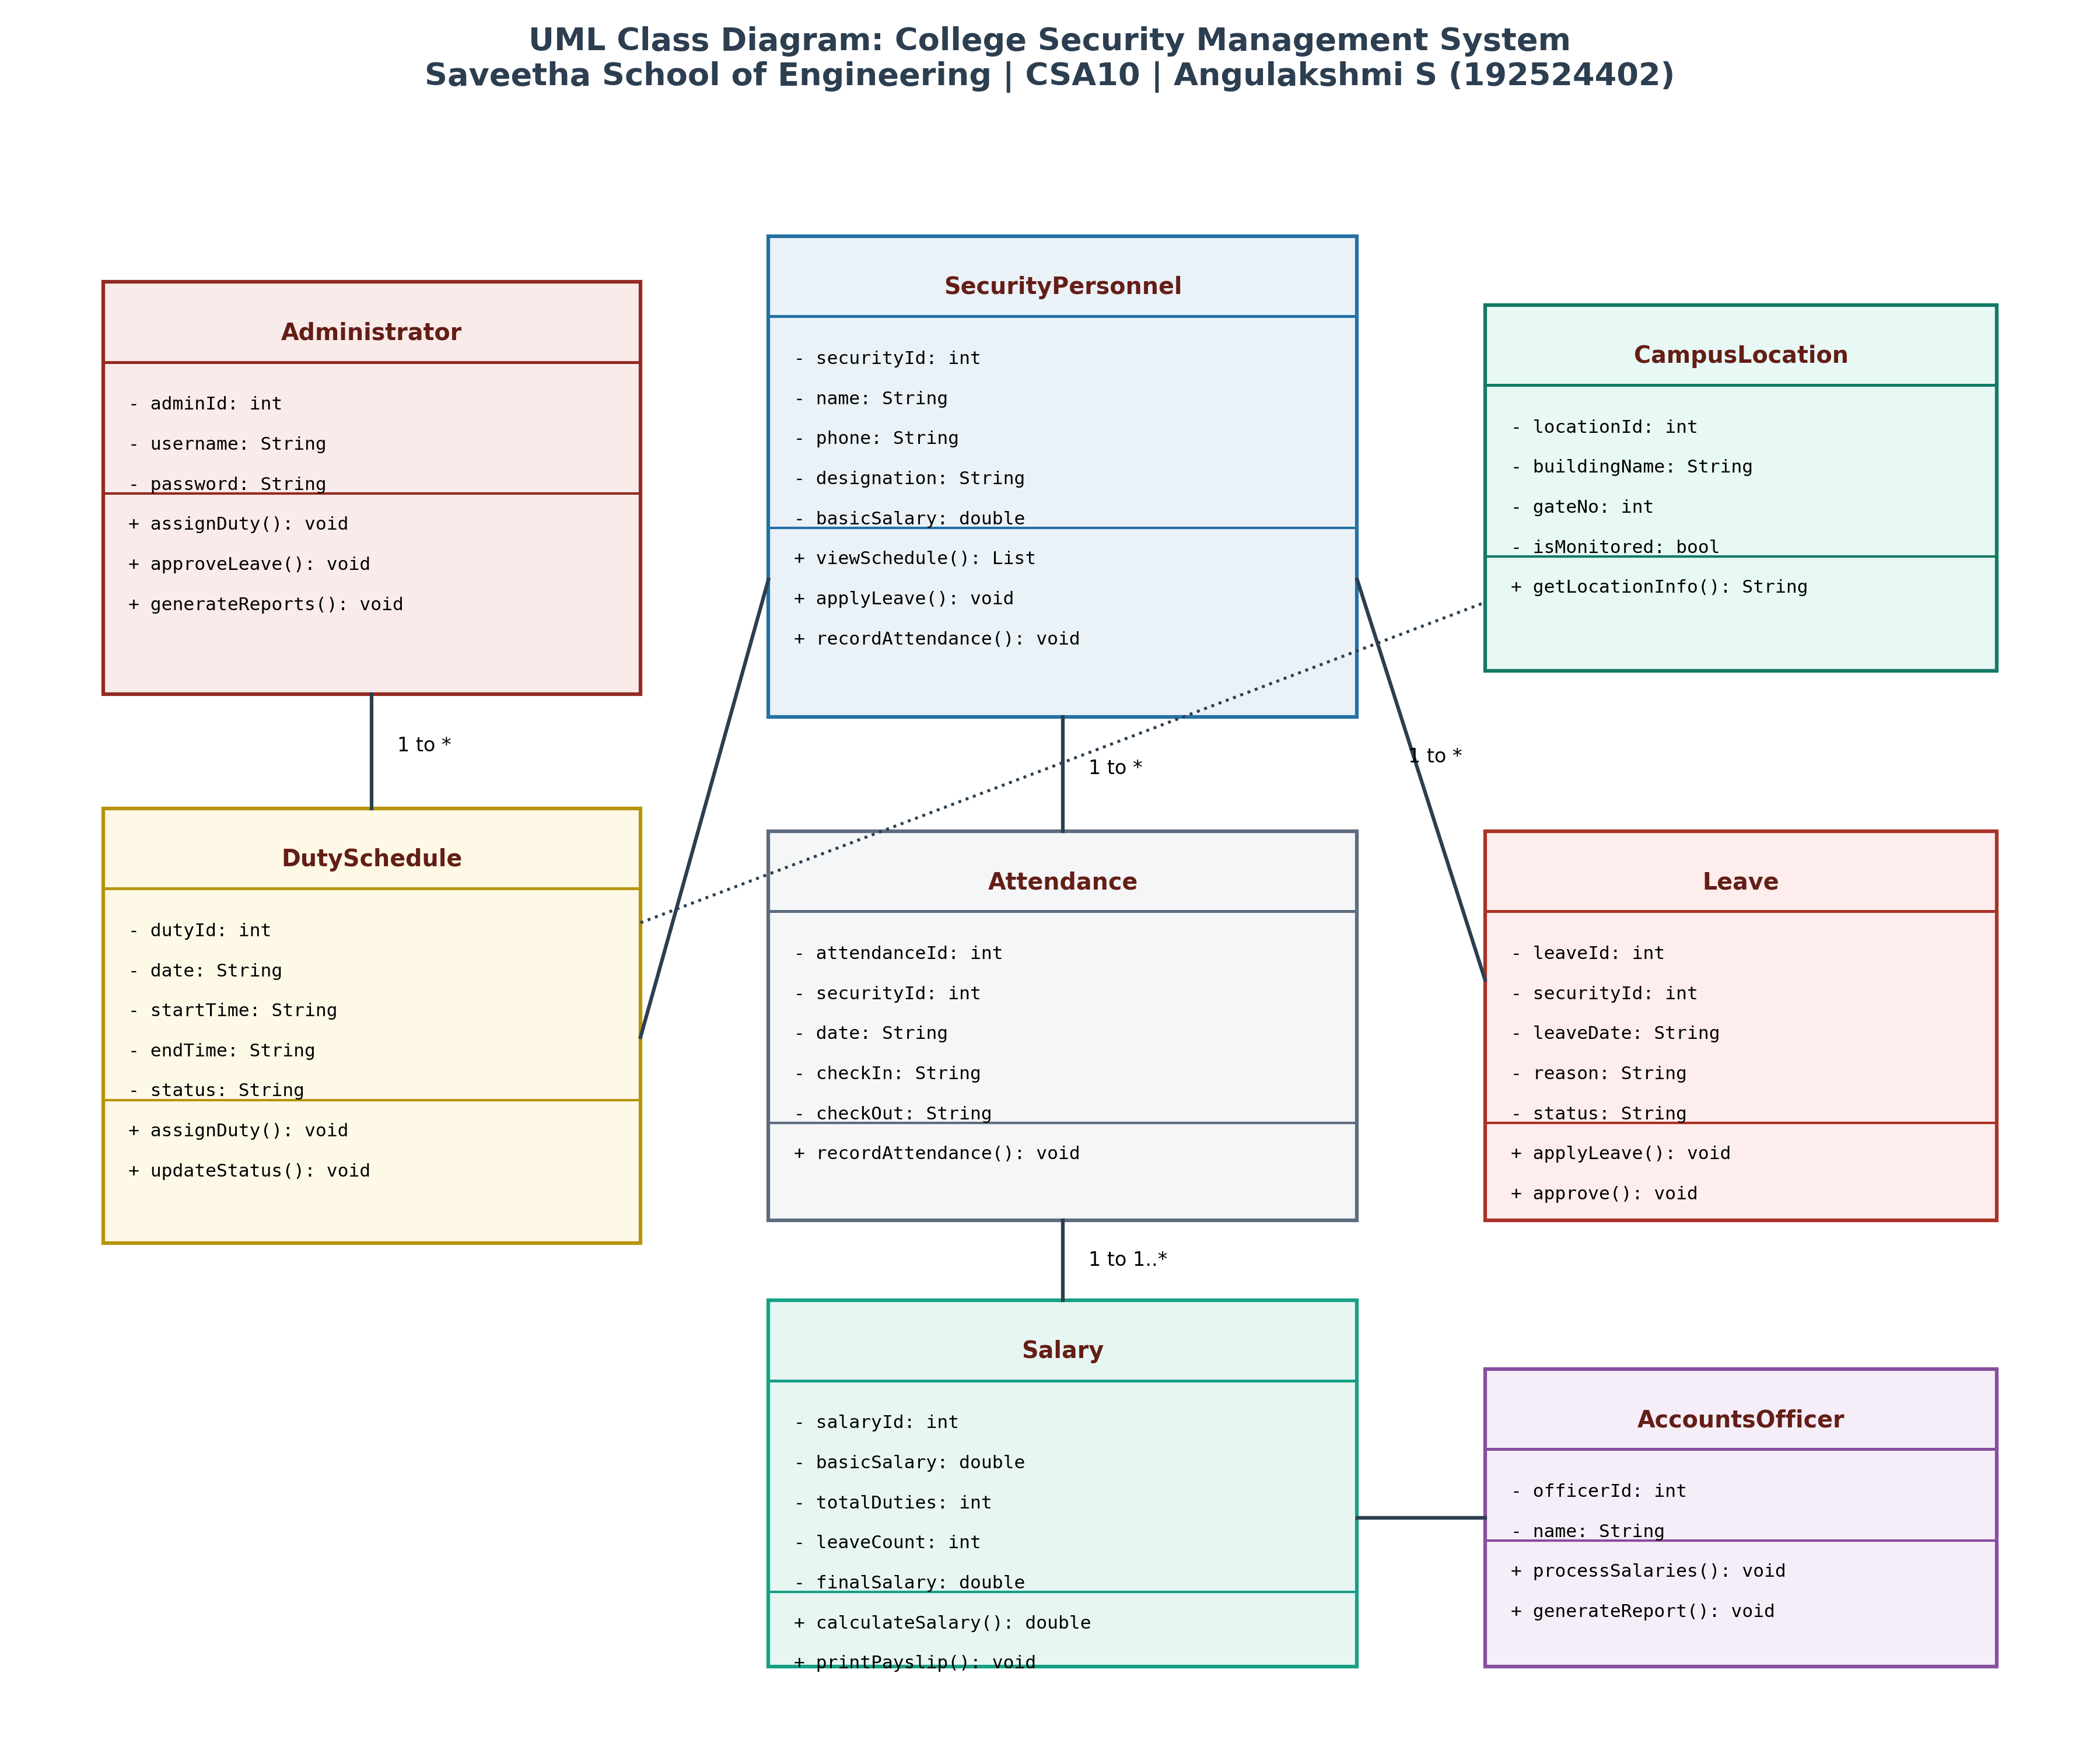 UML Class Diagram: College Security Management System
Saveetha School of Engineering | CSA10 | Angulakshmi S (192524402)
Administrator
- adminId: int
- username: String
- password: String
+ assignDuty(): void
+ approveLeave(): void
+ generateReports(): void
SecurityPersonnel
- securityId: int
- name: String
- phone: String
- designation: String
- basicSalary: double
+ viewSchedule(): List
+ applyLeave(): void
+ recordAttendance(): void
CampusLocation
- locationId: int
- buildingName: String
- gateNo: int
- isMonitored: bool
+ getLocationInfo(): String
1 to *
1 to *
1 to *
DutySchedule
- dutyId: int
- date: String
- startTime: String
- endTime: String
- status: String
+ assignDuty(): void
+ updateStatus(): void
Attendance
- attendanceId: int
- securityId: int
- date: String
- checkIn: String
- checkOut: String
+ recordAttendance(): void
Leave
- leaveId: int
- securityId: int
- leaveDate: String
- reason: String
- status: String
+ applyLeave(): void
+ approve(): void
1 to 1..*
Salary
- salaryId: int
- basicSalary: double
- totalDuties: int
- leaveCount: int
- finalSalary: double
+ calculateSalary(): double
+ printPayslip(): void
AccountsOfficer
- officerId: int
- name: String
+ processSalaries(): void
+ generateReport(): void